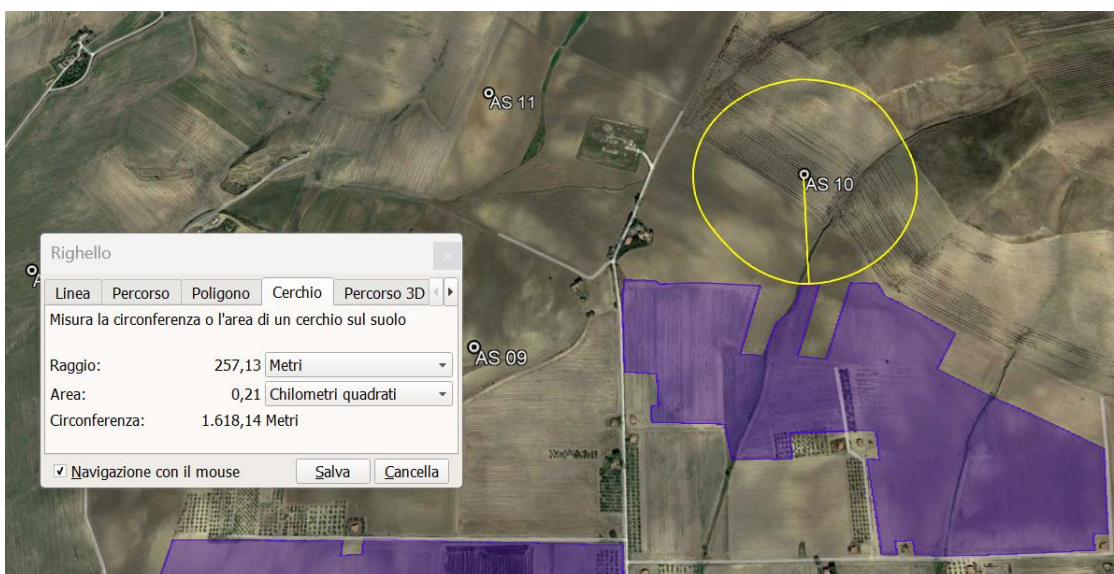 AS 11
AS 10
Righello
Linea Percorso Poligono Cerchio Percorso 3D
Misura la circonferenza o l'area di un cerchio sul suolo
Raggio: 257,13 Metri
Area: 0,21 Chilometri quadrati
Circonferenza: 1.618,14 Metri
Navigazione con il mouse Salva Cancella
AS 09